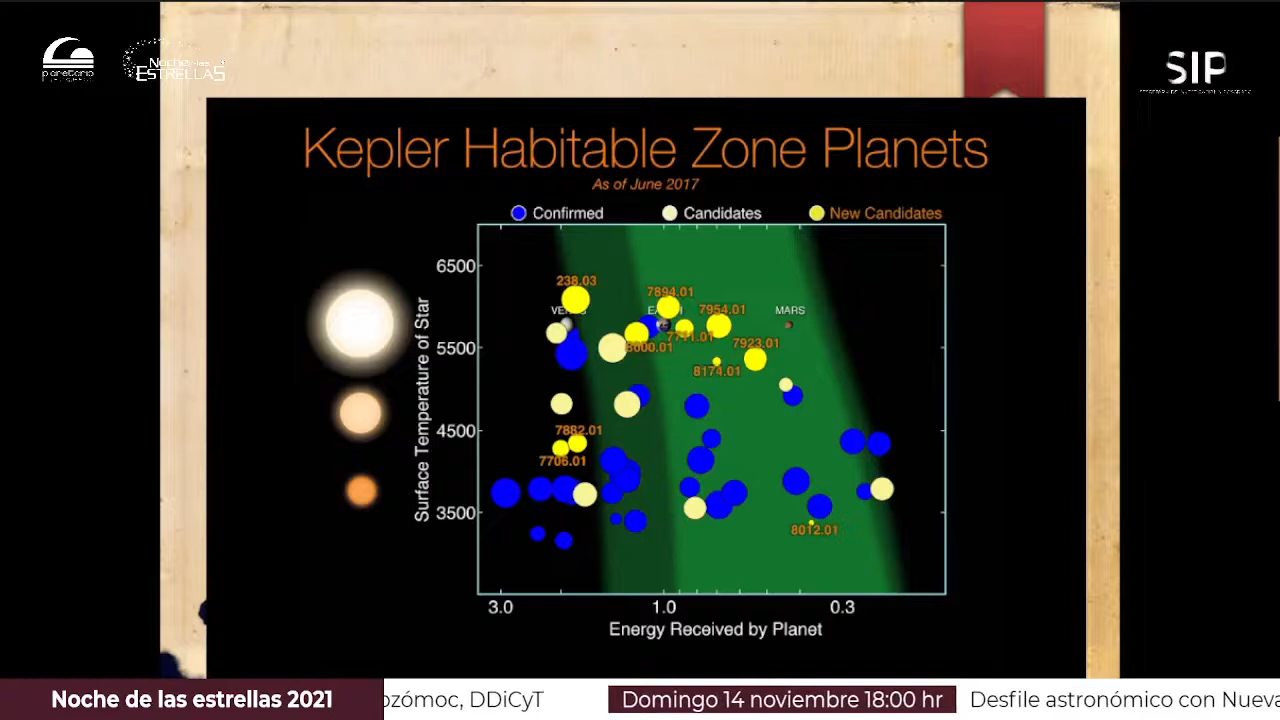 planetario
Noche de las
ESTRELLAS
SIP
Kepler Habitable Zone Planets
As of June 2017
Confirmed
Candidates
New Candidates
Surface Temperature of Star
6500
5500
4500
3500
238.03
7894.01
7954.01
MARS
7711.01
8000.01
7923.01
8174.01
7882.01
7706.01
8012.01
3.0
1.0
0.3
Energy Received by Planet
Noche de las estrellas 2021
ozómoc, DDiCyT
Domingo 14 noviembre 18:00 hr
Desfile astronómico con Nueva